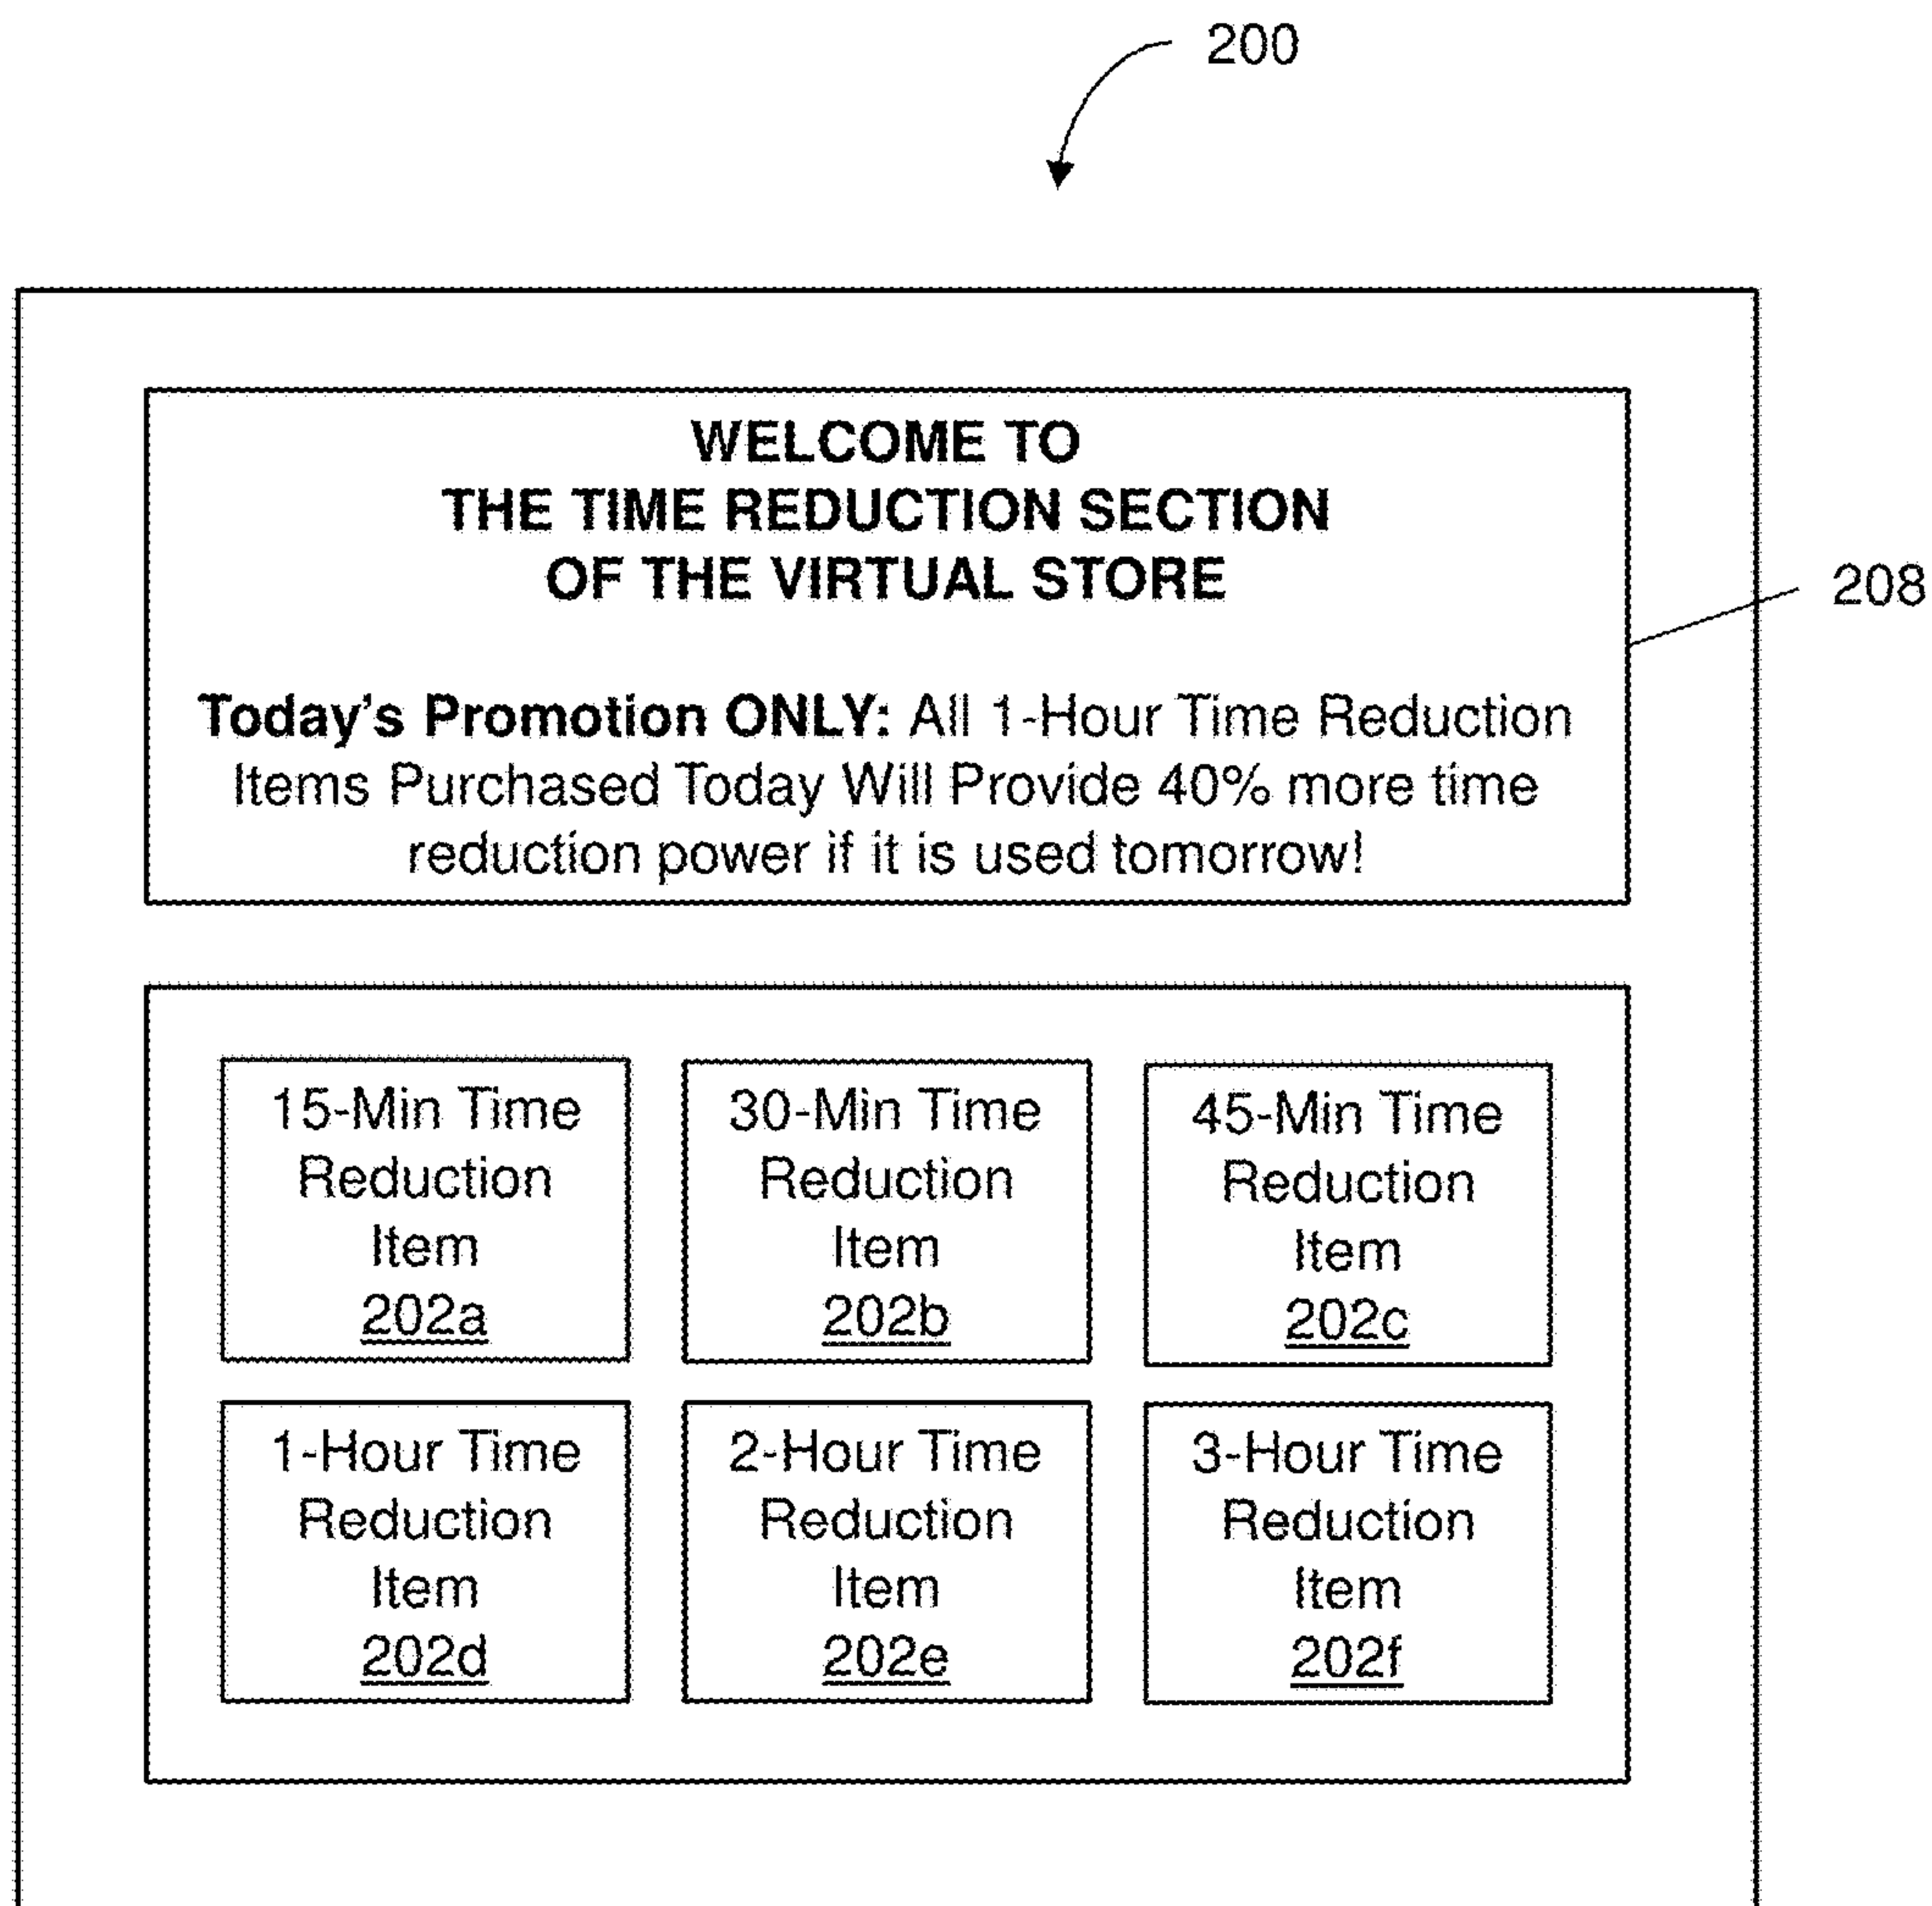 200
WELCOME TO
THE TIME REDUCTION SECTION
OF THE VIRTUAL STORE
208
Today's Promotion ONLY: All 1-Hour Time Reduction
Items Purchased Today Will Provide 40% more time
reduction power if it is used tomorrow!
15-Min Time
Reduction
Item
202a
30-Min Time
Reduction
Item
202b
45-Min Time
Reduction
Item
202c
1-Hour Time
Reduction
Item
202d
2-Hour Time
Reduction
Item
202e
3-Hour Time
Reduction
Item
202f